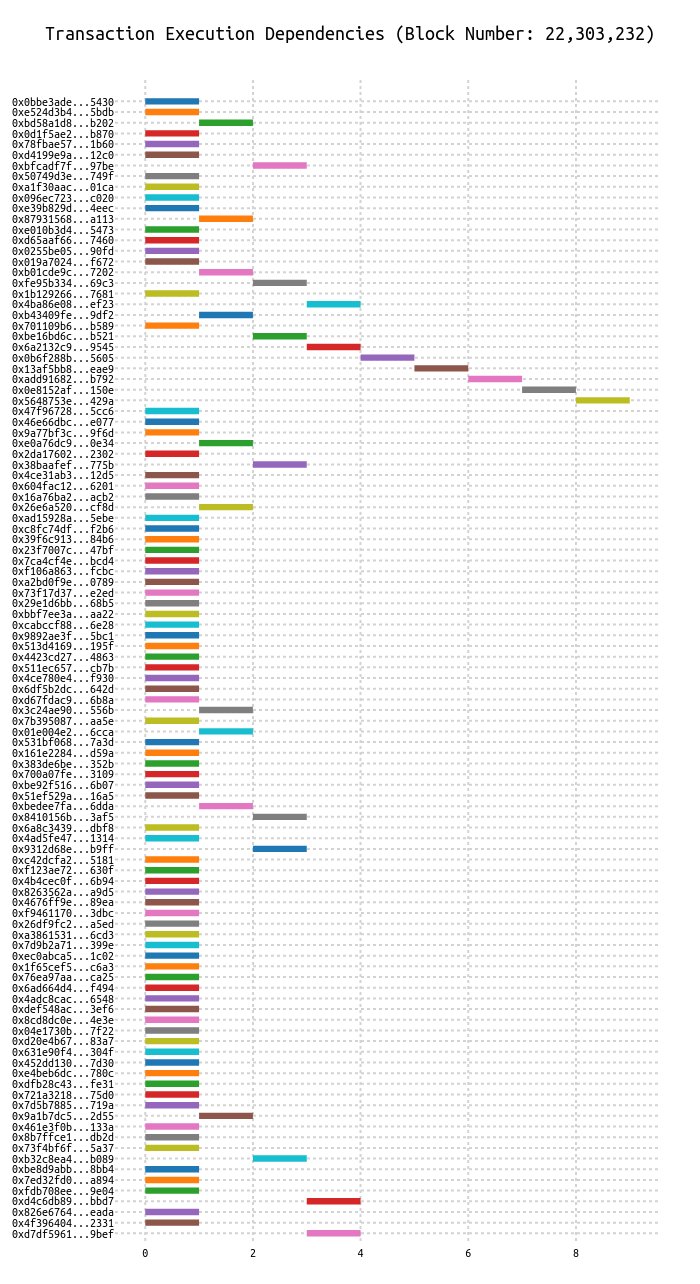 Transaction Execution Dependencies (Block Number: 22,303,232)
0x0bbe3ade...5430
0xe524d3b4...5bdb
0xbd58a1d8...b202
0x0d1f5ae2...b870
0x78fbae57...1b60
0xd4199e9a...12c0
0xbfcadf7f...97be
0x50749d3e...749f
0xa1f30aac...01ca
0x096ec723...c020
0xe39b829d...4eec
0x87931568...a113
0xe010b3d4...5473
0xd65aaf66...7460
0x0255be05...90fd
0x019a7024...f672
0xb01cde9c...7202
0xfe95b334...69c3
0x1b129266...7681
0x4ba86e08...ef23
0xb43409fe...9df2
0x701109b6...b589
0xbe16bd6c...b521
0x6a2132c9...9545
0x0b6f288b...5605
0x13af5bb8...eae9
0xadd91682...b792
0x0e8152af...150e
0x5648753e...429a
0x47f96728...5cc6
0x46e66dbc...e077
0x9a77bf3c...9f6d
0xe0a76dc9...0e34
0x2da17602...2302
0x38baafef...775b
0x4ce31ab3...12d5
0x604fac12...6201
0x16a76ba2...acb2
0x26e6a520...cf8d
0xad15928a...5ebe
0xc8fc74df...f2b6
0x39f6c913...84b6
0x23f7007c...47bf
0x7ca4cf4e...bcd4
0xf106a863...fcbc
0xa2bd0f9e...0789
0x73f17d37...e2ed
0x29e1d6bb...68b5
0xbbf7ee3a...aa22
0xcabccf88...6e28
0x9892ae3f...5bc1
0x513d4169...195f
0x4423cd27...4863
0x511ec657...cb7b
0x4ce780e4...f930
0x6df5b2dc...642d
0xd67fdac9...6b8a
0x3c24ae90...556b
0x7b395087...aa5e
0x01e004e2...6cca
0x531bf068...7a3d
0x161e2284...d59a
0x383de6be...352b
0x700a07fe...3109
0xbe92f516...6b07
0x51ef529a...16a5
0xbedee7fa...6dda
0x8410156b...3af5
0x6a8c3439...dbf8
0x4ad5fe47...1314
0x9312d68e...b9ff
0xc42dcfa2...5181
0xf123ae72...630f
0x4b4cec0f...6b94
0x8263562a...a9d5
0x4676ff9e...89ea
0xf9461170...3dbc
0x26df9fc2...a5ed
0xa3861531...6cd3
0x7d9b2a71...399e
0xec0abca5...1c02
0x1f65cef5...c6a3
0x76ea97aa...ca25
0x6ad664d4...f494
0x4adc8cac...6548
0xdef548ac...3ef6
0x8cd8dc0e...4e3e
0x04e1730b...7f22
0xd20e4b67...83a7
0x631e90f4...304f
0x452dd130...7d30
0xe4beb6dc...780c
0xdfb28c43...fe31
0x721a3218...75d0
0x7d5b7885...719a
0x9a1b7dc5...2d55
0x461e3f0b...133a
0x8b7ffce1...db2d
0x73f4bf6f...5a37
0xb32c8ea4...b089
0xbe8d9abb...8bb4
0x7ed32fd0...a894
0xfdb708ee...9e04
0xd4c6db89...bbd7
0x826e6764...eada
0x4f396404...2331
0xd7df5961...9bef
0 2 4 6 8